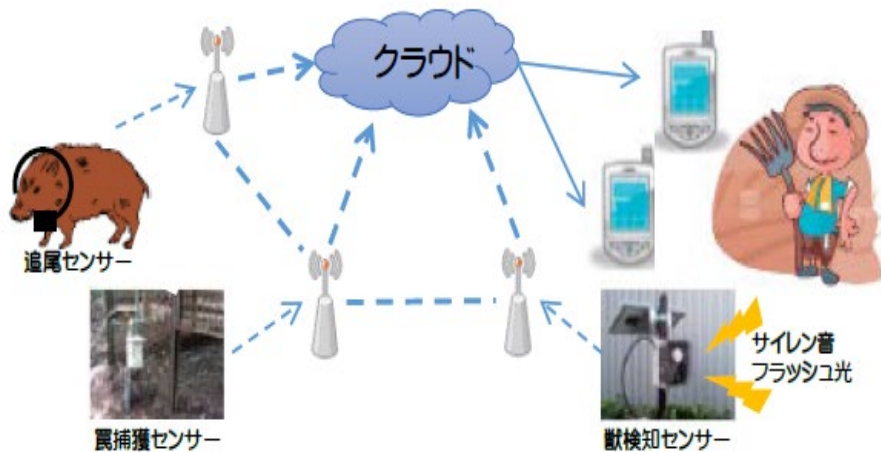 クラウド
追尾センサー
罠捕獲センサー
獣検知センサー
サイレン音
フラッシュ光